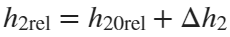 h₂rel = h₂₀rel + Δh₂